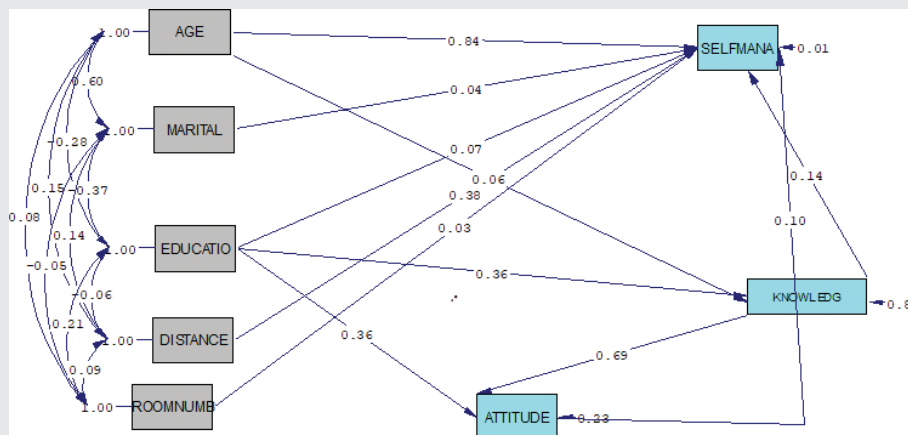 1.00 AGE 0.84 SELFMANA 0.01
0.60 0.04
1.00 MARITAL
-0.28 0.07
0.14
0.15 -0.37 0.06
0.08 0.38
0.14 0.03 0.10
1.00 EDUCATIO
-0.05 0.36
-0.06 KNOWLEDG 0.8
0.21
1.00 DISTANCE 0.36
0.69
0.09
1.00 ROOMNUMB
ATTITUDE 0.23